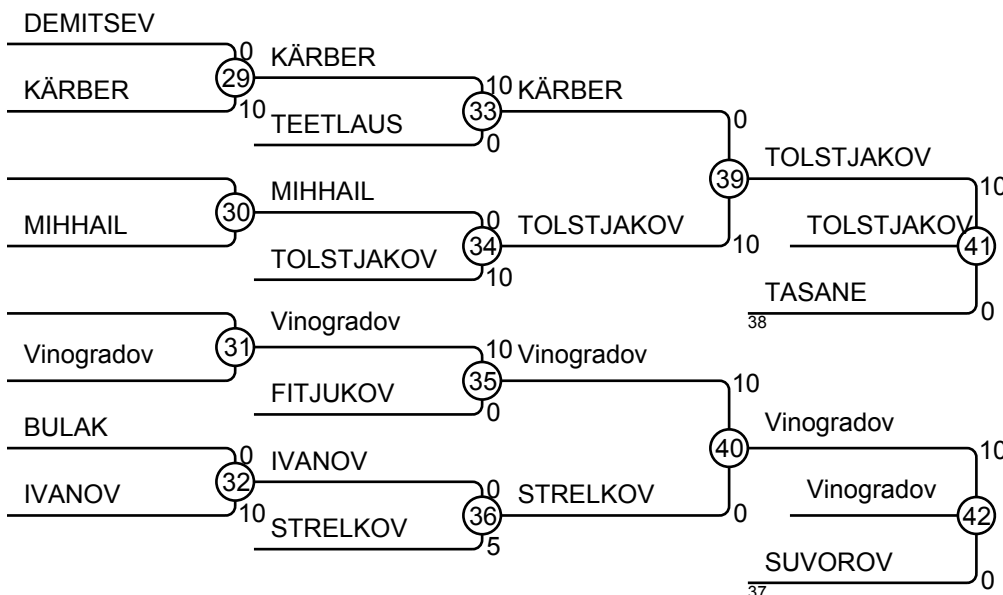 DEMITSEV
0
KÄRBER
29
10
KÄRBER
10
KÄRBER
33
TEETLAUS
0
0
TOLSTJAKOV
39
10
MIHHAIL
30
MIHHAIL
0
TOLSTJAKOV
34
TOLSTJAKOV
10
10
TOLSTJAKOV
41
TASANE
38
0
Vinogradov
31
Vinogradov
10
Vinogradov
35
FITJUKOV
0
10
BULAK
0
Vinogradov
40
10
IVANOV
32
10
IVANOV
0
STRELKOV
36
STRELKOV
5
0
Vinogradov
42
SUVOROV
37
0